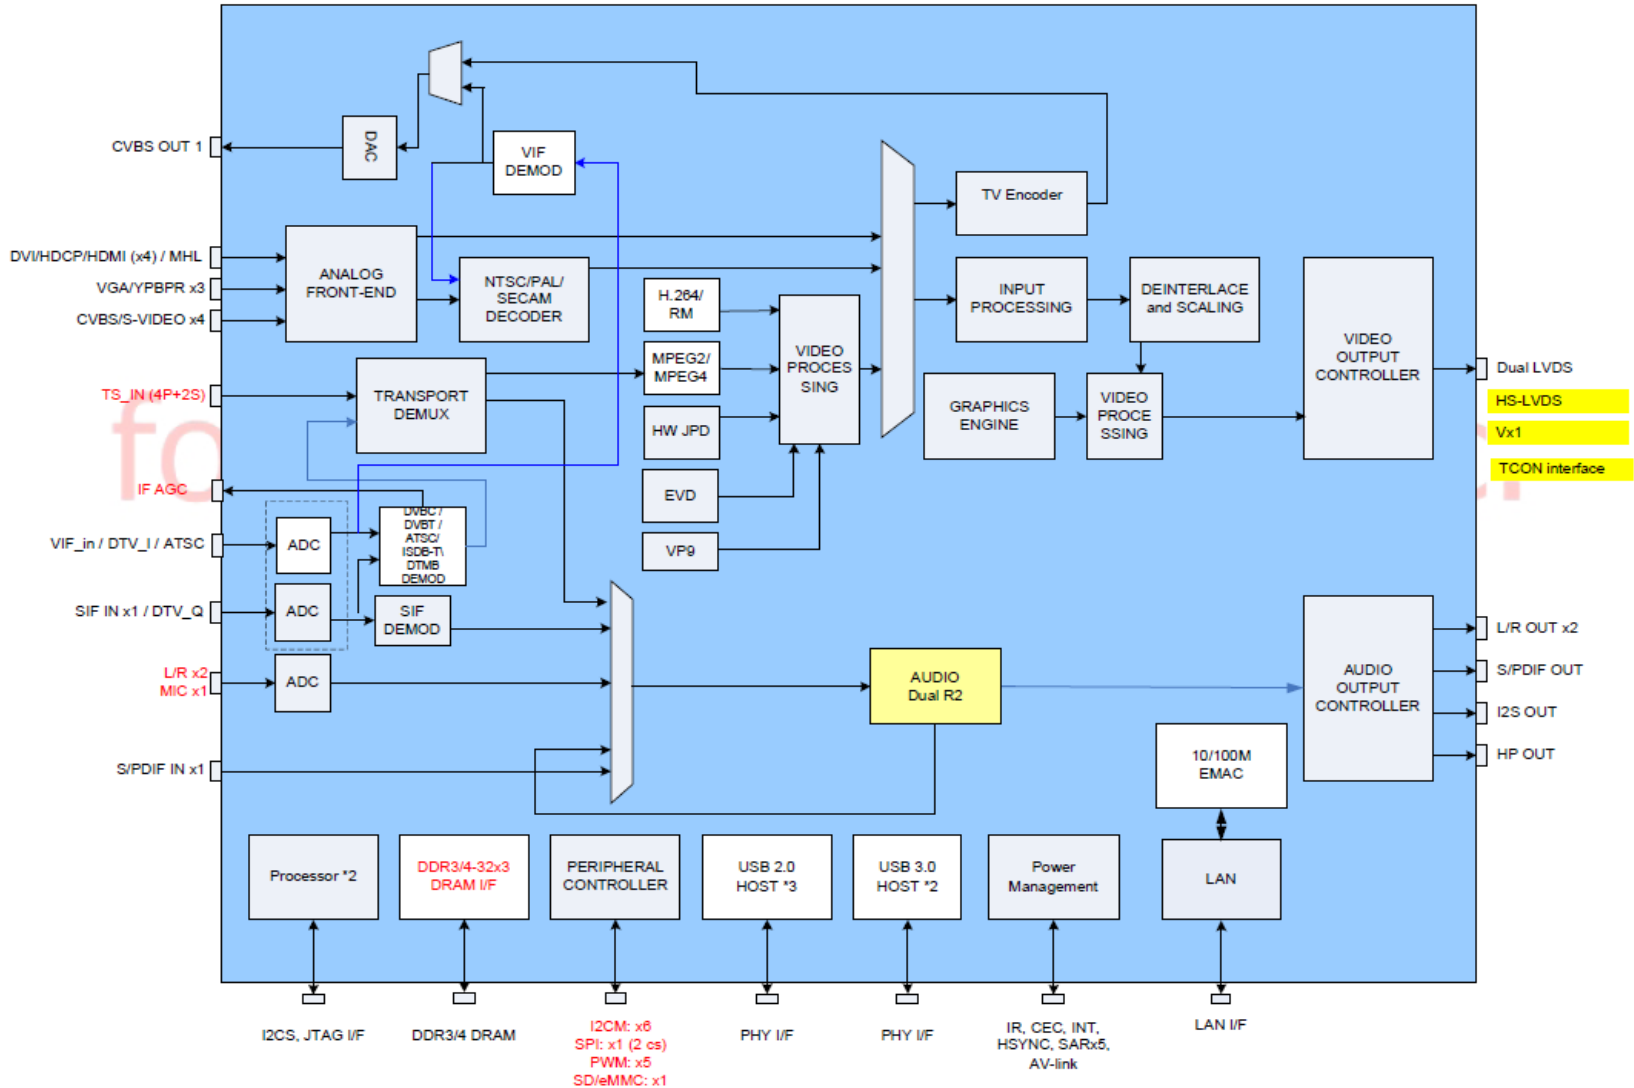 CVBS OUT 1
DAC
VIF
DEMOD
TV Encoder
DVI/HDCP/HDMI (x4) / MHL
VGA/YPBPR x3
CVBS/S-VIDEO x4
ANALOG
FRONT-END
NTSC/PAL/
SECAM
DECODER
H.264/
RM
MPEG2/
MPEG4
HW JPD
EVD
VP9
VIDEO
PROCES
SING
INPUT
PROCESSING
DEINTERLACE
and SCALING
GRAPHICS
ENGINE
VIDEO
PROCE
SSING
VIDEO
OUTPUT
CONTROLLER
Dual LVDS
HS-LVDS
Vx1
TCON interface
TS_IN (4P+2S)
TRANSPORT
DEMUX
IF AGC
VIF_in / DTV_I / ATSC
ADC
DVBC /
DVBT /
ATSC/
ISDB-T\
DTMB
DEMOD
SIF IN x1 / DTV_Q
ADC
SIF
DEMOD
L/R x2
MIC x1
ADC
S/PDIF IN x1
AUDIO
Dual R2
AUDIO
OUTPUT
CONTROLLER
L/R OUT x2
S/PDIF OUT
I2S OUT
HP OUT
10/100M
EMAC
Processor *2
DDR3/4-32x3
DRAM I/F
PERIPHERAL
CONTROLLER
USB 2.0
HOST *3
USB 3.0
HOST *2
Power
Management
LAN
I2CS, JTAG I/F
DDR3/4 DRAM
I2CM: x6
SPI: x1 (2 cs)
PWM: x5
SD/eMMC: x1
PHY I/F
PHY I/F
IR, CEC, INT,
HSYNC, SARx5,
AV-link
LAN I/F